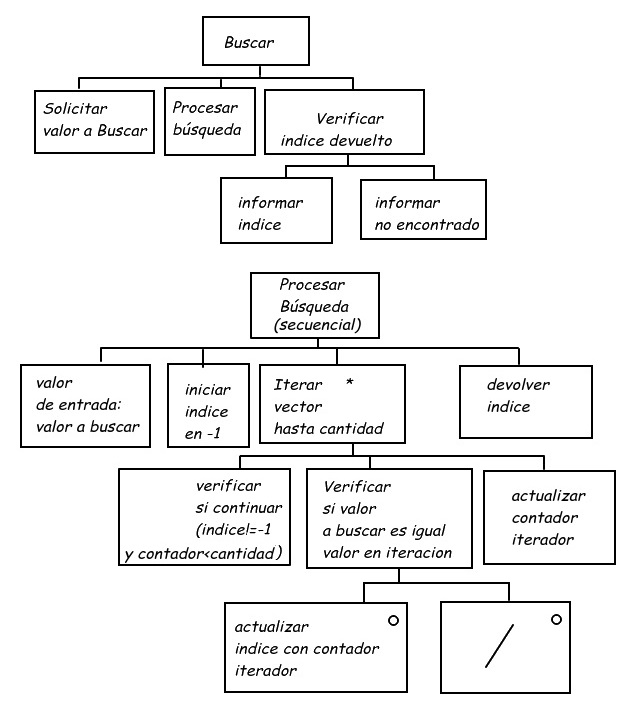 Buscar
Solicitar
valor a Buscar
Procesar
búsqueda
Verificar
indice devuelto
informar
indice
informar
no encontrado
Procesar
Búsqueda
(secuencial)
valor
de entrada:
valor a buscar
iniciar
indice
en -1
Iterar *
vector
hasta cantidad
devolver
indice
verificar
si continuar
(indice!=-1
y contador<cantidad)
Verificar
si valor
a buscar es igual
valor en iteracion
actualizar
contador
iterador
actualizar
indice con contador
iterador
/